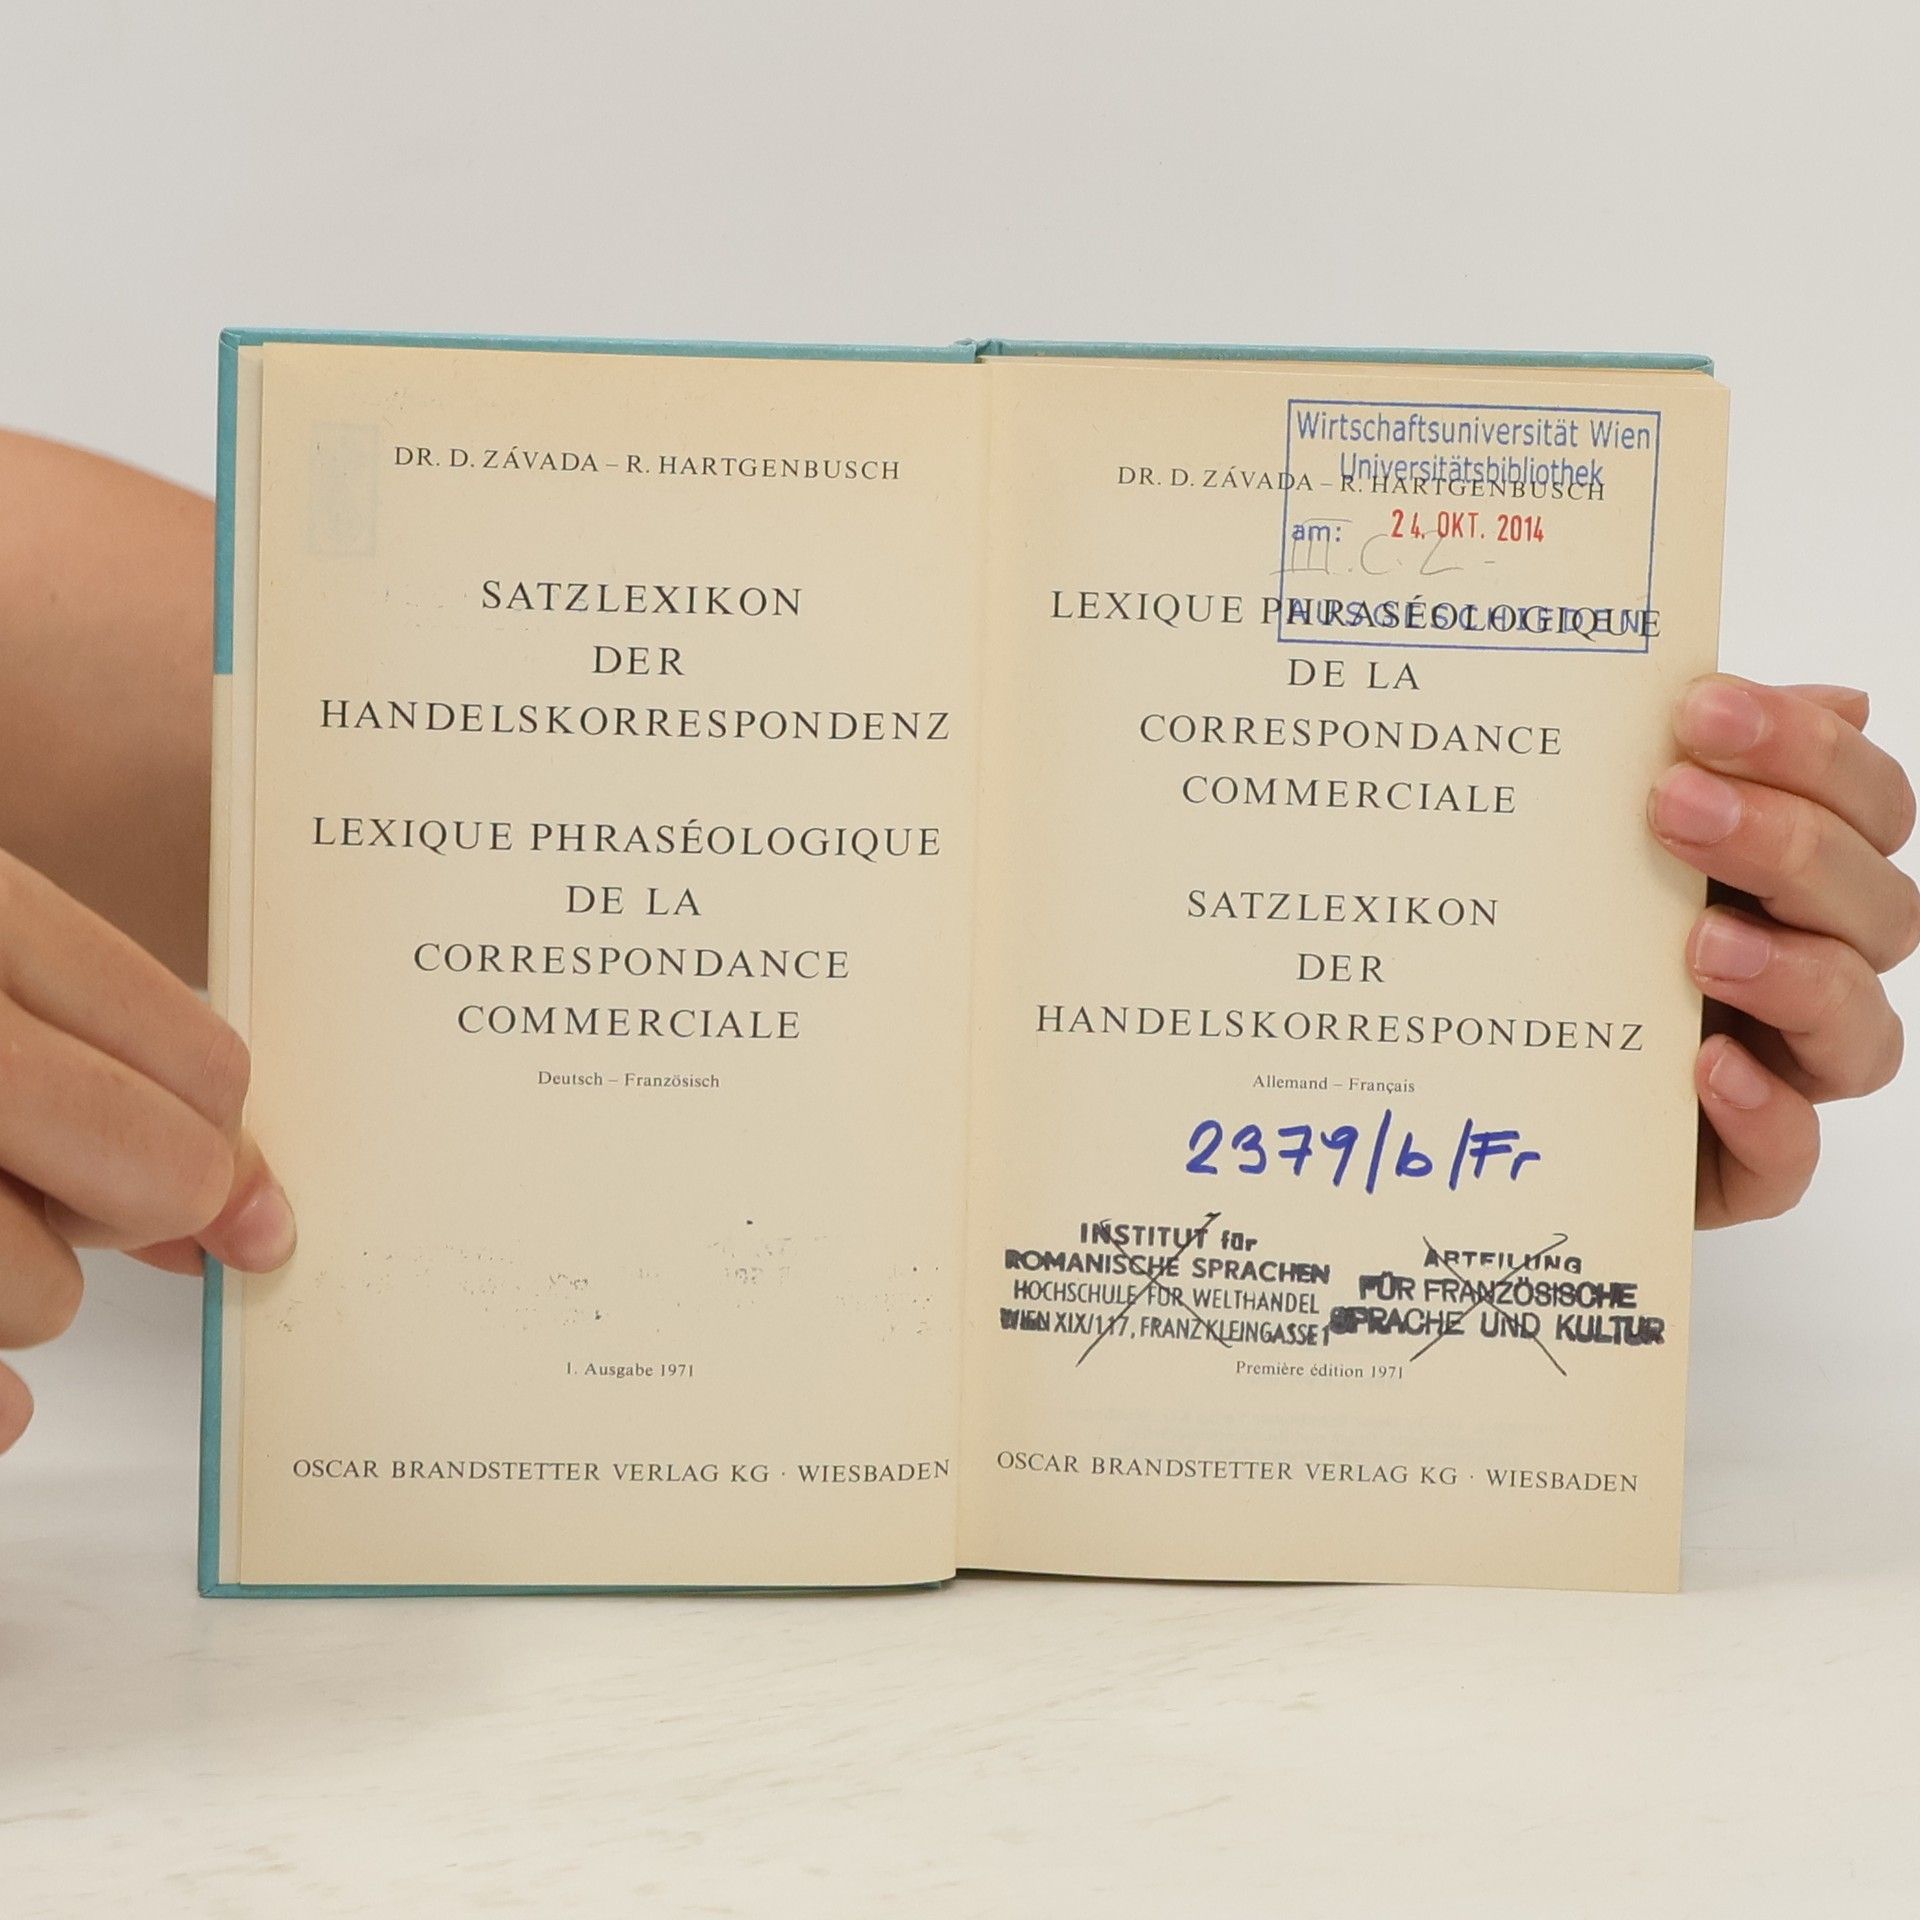 DR. D. ZÁVADA – R. HARTGENBUSCH
SATZLEXIKON
DER
HANDELSKORRESPONDENZ
LEXIQUE PHRASÉOLOGIQUE
DE LA
CORRESPONDANCE
COMMERCIALE
Deutsch – Französisch
1. Ausgabe 1971
OSCAR BRANDSTETTER VERLAG KG · WIESBADEN
Wirtschaftsuniversität Wien
Universitätsbibliothek
DR. D. ZÁVADA – R. HARTGENBUSCH
am: 24. OKT. 2014
AUSGESCHIEDEN
LEXIQUE PHRASÉOLOGIQUE
DE LA
CORRESPONDANCE
COMMERCIALE
SATZLEXIKON
DER
HANDELSKORRESPONDENZ
Allemand – Français
2379/b/Fr
INSTITUT für
ROMANISCHE SPRACHEN
HOCHSCHULE FÜR WELTHANDEL
WIEN XIX/117, FRANZ KLEINGASSE 1
ABTEILUNG
FÜR FRANZÖSISCHE
SPRACHE UND KULTUR
Première édition 1971
OSCAR BRANDSTETTER VERLAG KG · WIESBADEN